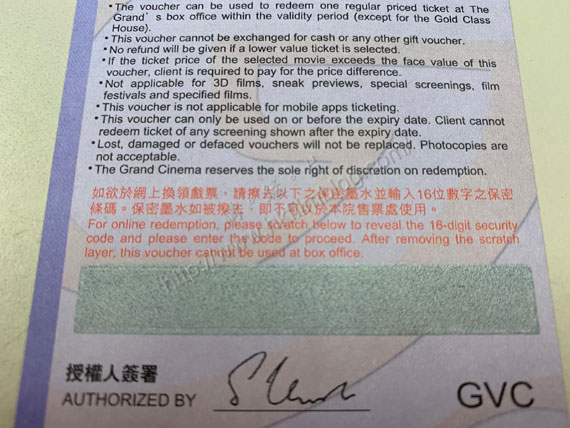 • The voucher can be used to redeem one regular priced ticket at The
Grand's box office within the validity period (except for the Gold Class
House).
• This voucher cannot be exchanged for cash or any other gift voucher.
• No refund will be given if a lower value ticket is selected.
• If the ticket price of the selected movie exceeds the face value of this
voucher, client is required to pay for the price difference.
• Not applicable for 3D films, sneak previews, special screenings, film
festivals and specified films.
• This voucher is not applicable for mobile apps ticketing.
• This voucher can only be used on or before the expiry date. Client cannot
redeem ticket of any screening shown after the expiry date.
• Lost, damaged or defaced vouchers will not be replaced. Photocopies are
not acceptable.
• The Grand Cinema reserves the sole right of discretion on redemption.
如欲於網上換領戲票，請擦去以下之保密墨水並輸入16位數字之保密
條碼。保密墨水如被擦去，即不可於本院售票處使用。
For online redemption, please scratch below to reveal the 16-digit security
code and please enter the code to proceed. After removing the scratch
layer, this voucher cannot be used at box office.
授權人簽署
AUTHORIZED BY
GVC